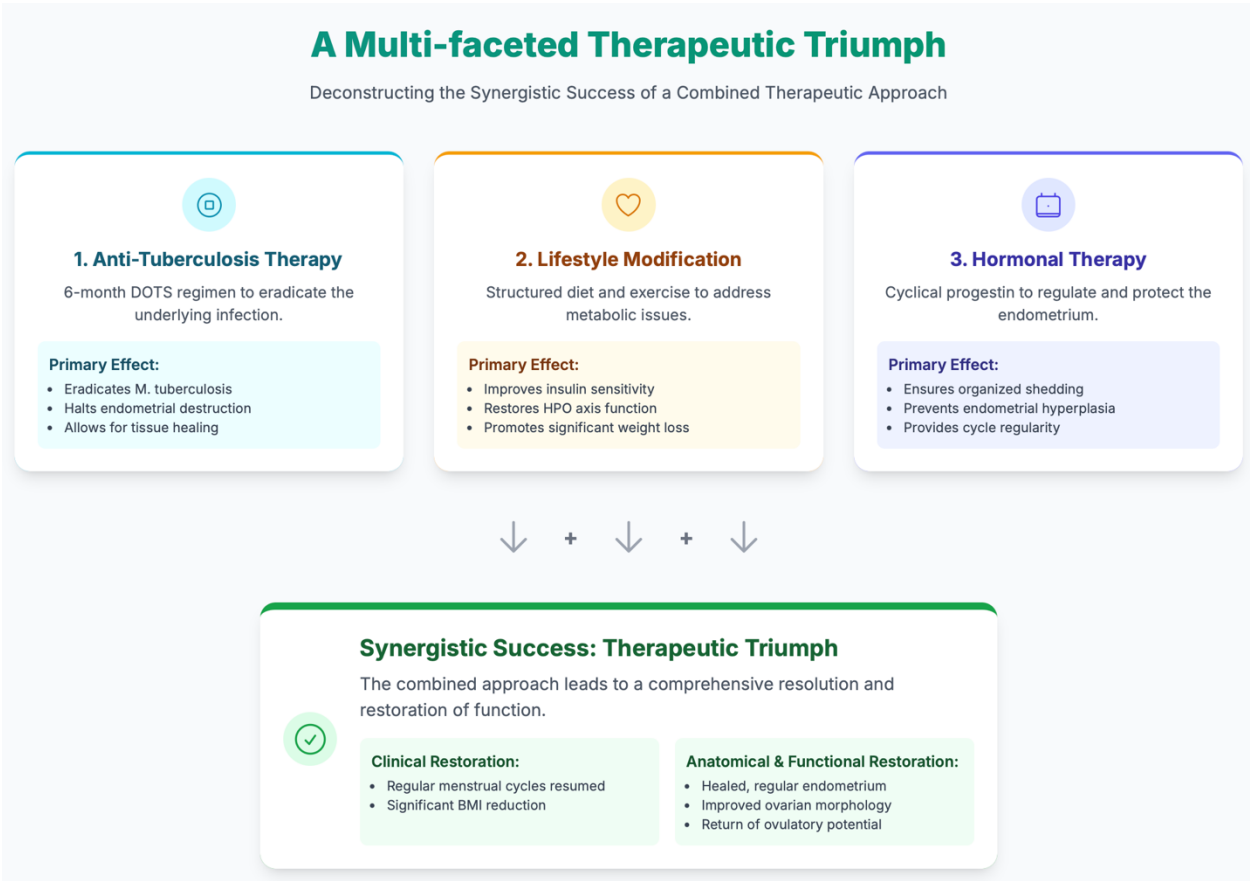 A Multi-faceted Therapeutic Triumph
Deconstructing the Synergistic Success of a Combined Therapeutic Approach
1. Anti-Tuberculosis Therapy
6-month DOTS regimen to eradicate the
underlying infection.
Primary Effect:
• Eradicates M. tuberculosis
• Halts endometrial destruction
• Allows for tissue healing
2. Lifestyle Modification
Structured diet and exercise to address
metabolic issues.
Primary Effect:
• Improves insulin sensitivity
• Restores HPO axis function
• Promotes significant weight loss
3. Hormonal Therapy
Cyclical progestin to regulate and protect the
endometrium.
Primary Effect:
• Ensures organized shedding
• Prevents endometrial hyperplasia
• Provides cycle regularity
+ +
Synergistic Success: Therapeutic Triumph
The combined approach leads to a comprehensive resolution and
restoration of function.
Clinical Restoration:
• Regular menstrual cycles resumed
• Significant BMI reduction
Anatomical & Functional Restoration:
• Healed, regular endometrium
• Improved ovarian morphology
• Return of ovulatory potential